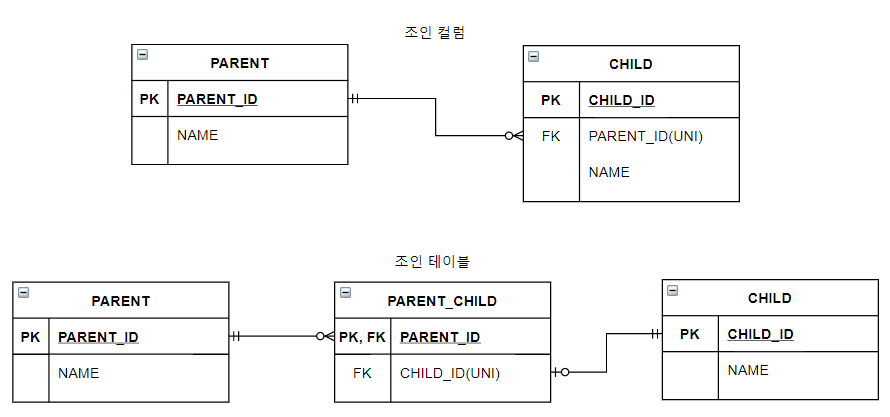 조인 컬럼
PARENT
PK PARENT_ID
NAME
CHILD
PK CHILD_ID
FK PARENT_ID(UNI)
NAME
조인 테이블
PARENT
PK PARENT_ID
NAME
PARENT_CHILD
PK, FK PARENT_ID
FK CHILD_ID(UNI)
CHILD
PK CHILD_ID
NAME